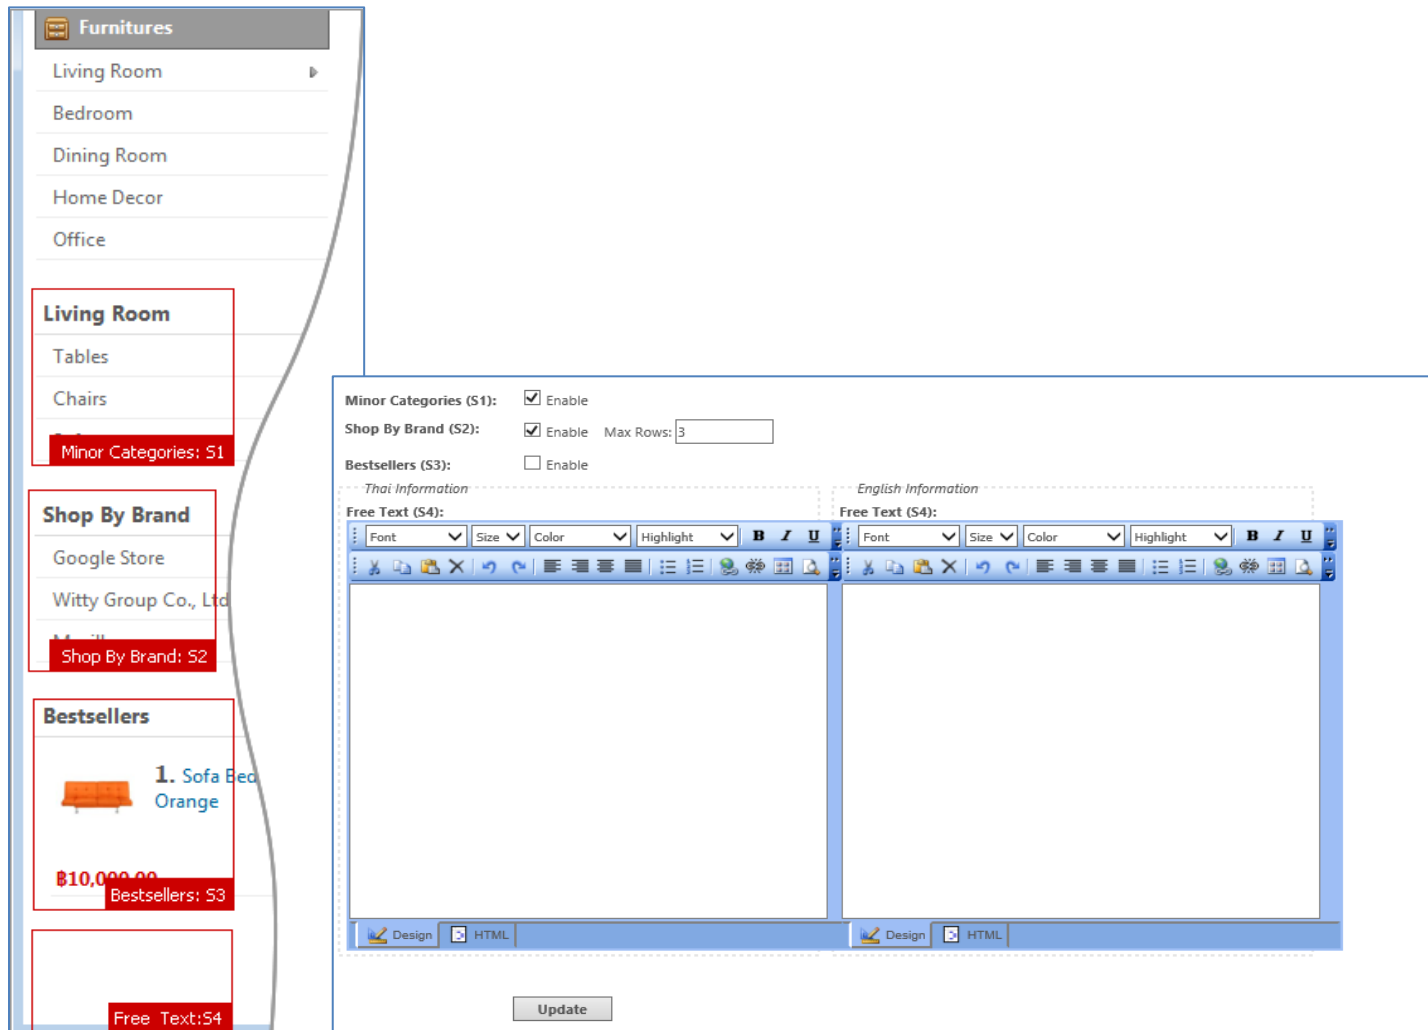 Furnitures
Living Room
Bedroom
Dining Room
Home Decor
Office
Living Room
Tables
Chairs
Minor Categories: S1
Shop By Brand
Google Store
Witty Group Co., Ltd
Shop By Brand: S2
Bestsellers
1. Sofa Bed
Orange
฿10,000.00
Bestsellers: S3
Free Text:S4
Minor Categories (S1): Enable
Shop By Brand (S2): Enable Max Rows: 3
Bestsellers (S3): Enable
Thai Information English Information
Free Text (S4): Free Text (S4):
Font Size Color Highlight B I U Font Size Color Highlight B I U
Design HTML Design HTML
Update